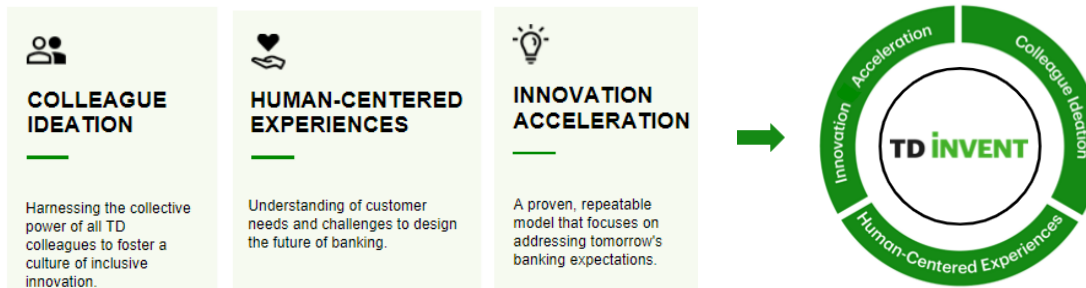 COLLEAGUE
IDEATION
Harnessing the collective
power of all TD
colleagues to foster a
culture of inclusive
innovation.
HUMAN-CENTERED
EXPERIENCES
Understanding of customer
needs and challenges to design
the future of banking.
INNOVATION
ACCELERATION
A proven, repeatable
model that focuses on
addressing tomorrow's
banking expectations.
Innovation Acceleration
Colleague Ideation
Human-Centered Experiences
TD INVENT